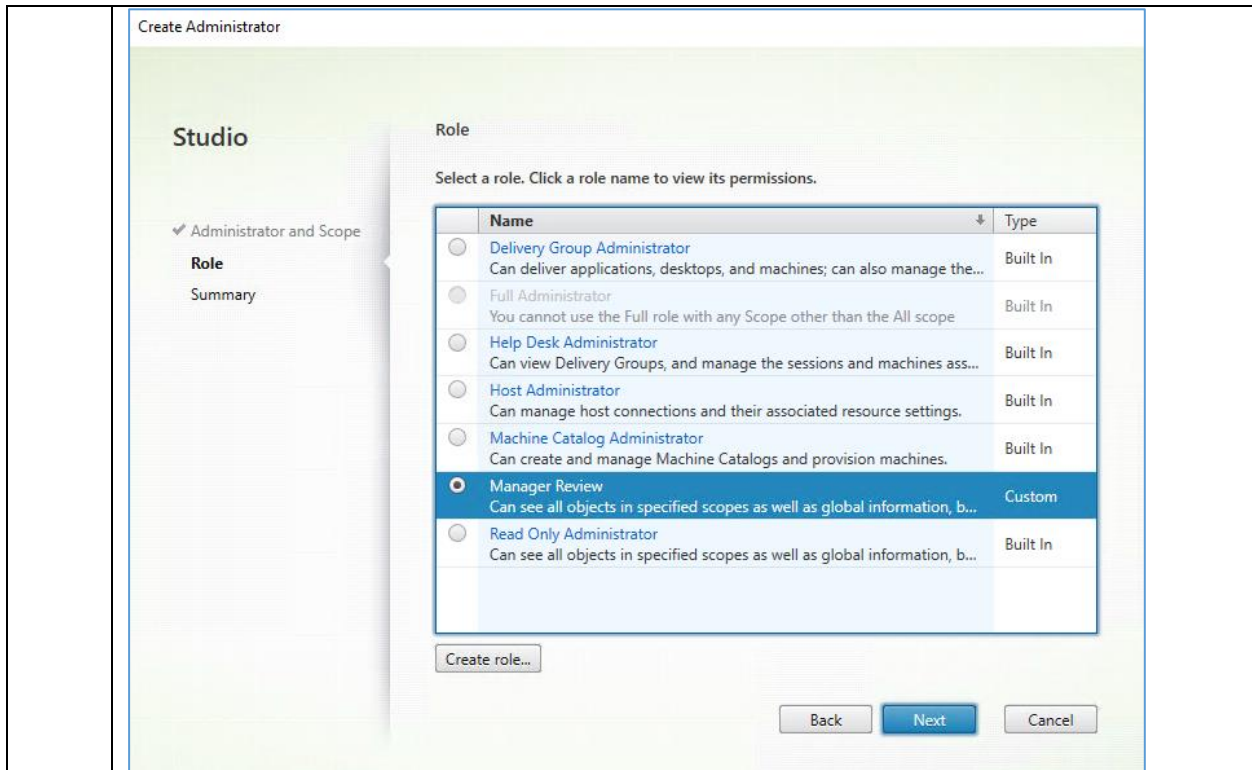 Create Administrator
Studio
Administrator and Scope
Role
Summary
Role
Select a role. Click a role name to view its permissions.
Name Type
Delivery Group Administrator
Can deliver applications, desktops, and machines; can also manage the...
Built In
Full Administrator
You cannot use the Full role with any Scope other than the All scope
Built In
Help Desk Administrator
Can view Delivery Groups, and manage the sessions and machines ass...
Built In
Host Administrator
Can manage host connections and their associated resource settings.
Built In
Machine Catalog Administrator
Can create and manage Machine Catalogs and provision machines.
Built In
Manager Review
Can see all objects in specified scopes as well as global information, b...
Custom
Read Only Administrator
Can see all objects in specified scopes as well as global information, b...
Built In
Create role...
Back Next Cancel